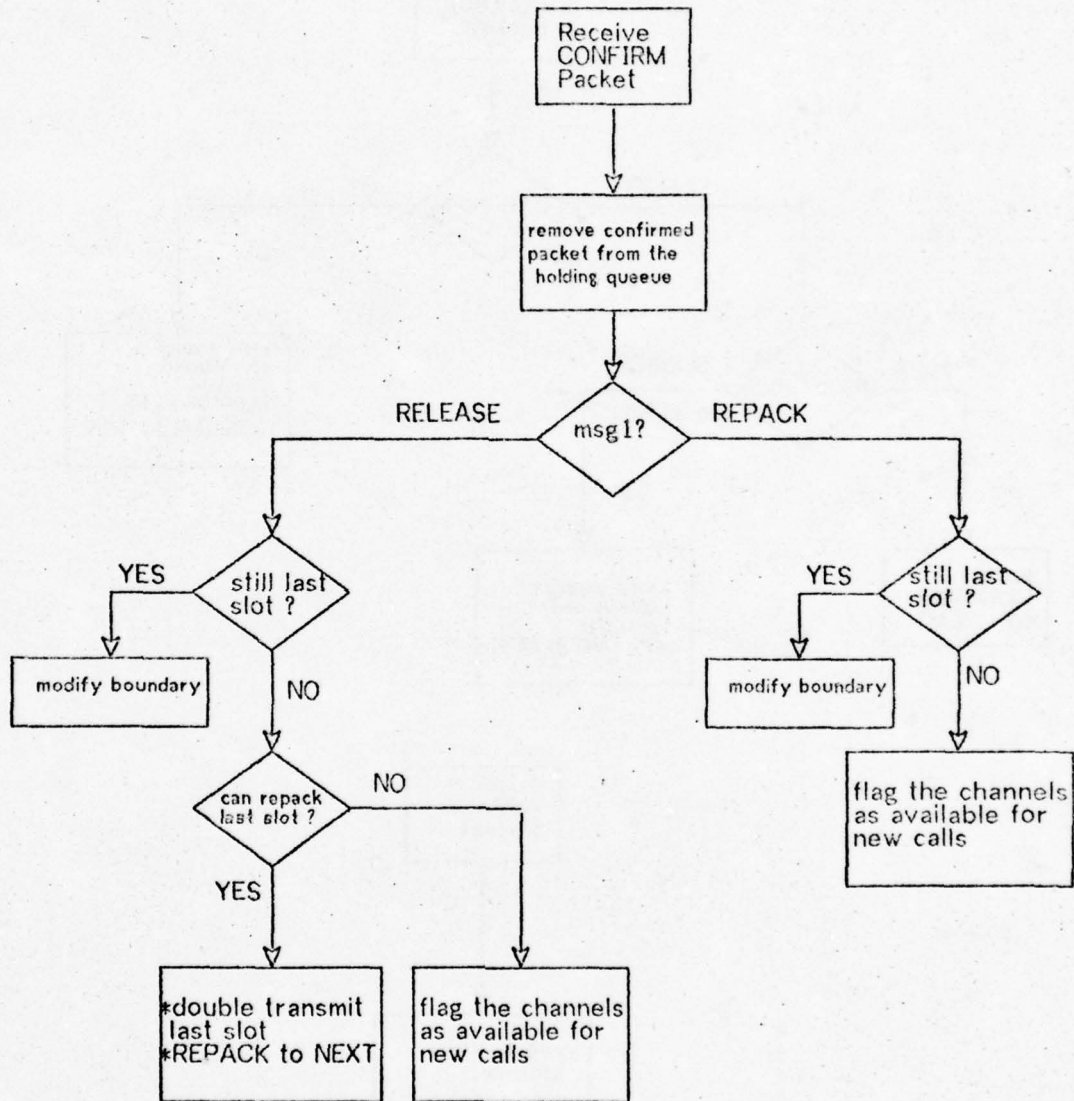 Receive
CONFIRM
Packet
remove confirmed
packet from the
holding queeue
RELEASE
msg1?
REPACK
YES
still last
slot ?
YES
still last
slot ?
modify boundary
NO
modify boundary
NO
can repack
last slot ?
NO
flag the channels
as available for
new calls
YES
*double transmit
last slot
*REPACK to NEXT
flag the channels
as available for
new calls